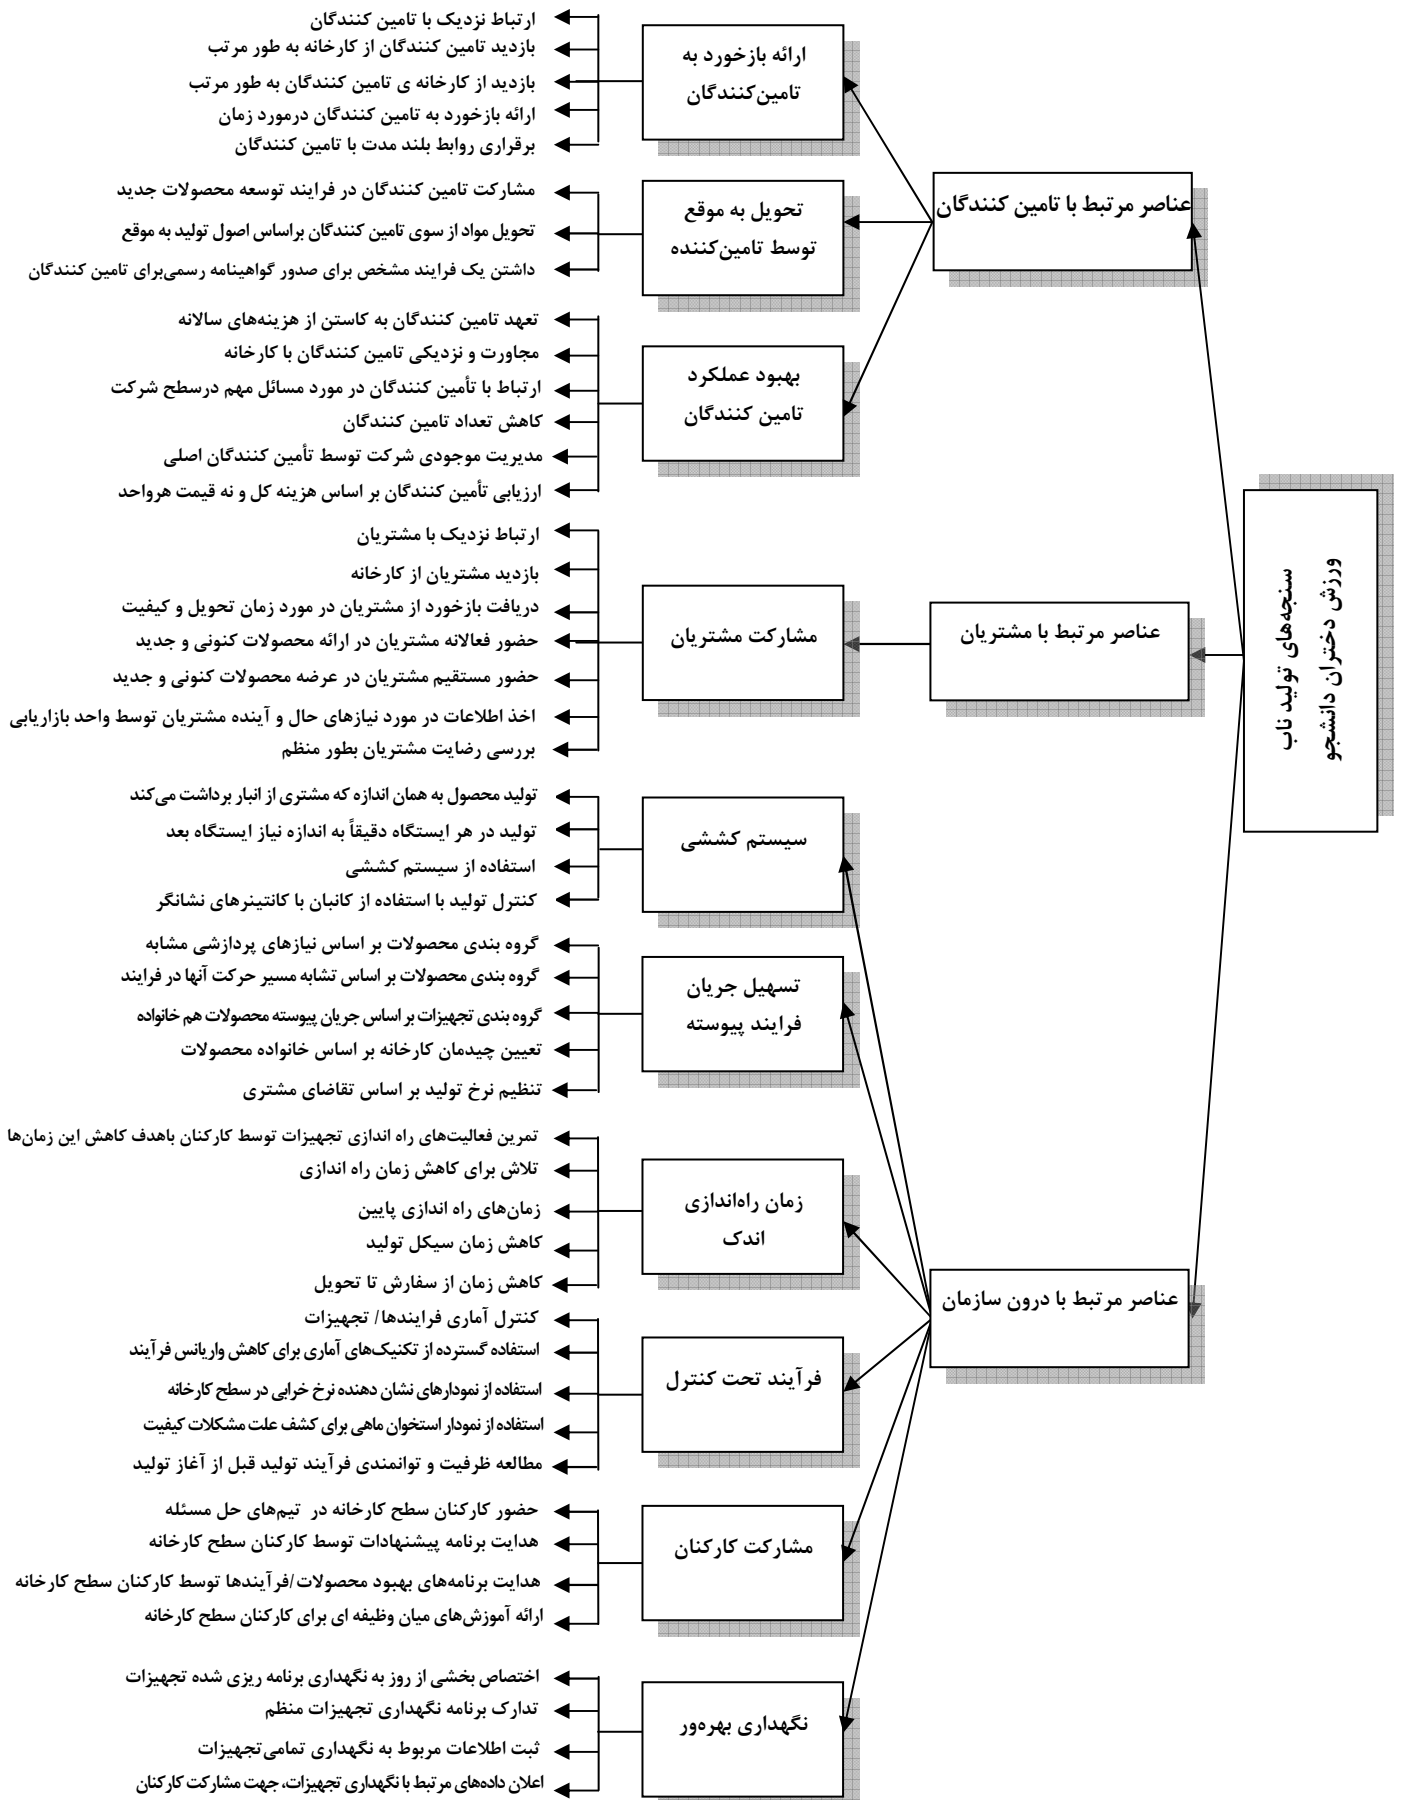 سنجه‌های تولید ناب
ورزش دختران دانشجو
عناصر مرتبط با تامین کنندگان
ارائه بازخورد به
تامین‌کنندگان
ارتباط نزدیک با تامین کنندگان
بازدید تامین کنندگان از کارخانه به طور مرتب
بازدید از کارخانه ی تامین کنندگان به طور مرتب
ارائه بازخورد به تامین کنندگان درمورد زمان
برقراری روابط بلند مدت با تامین کنندگان
تحویل به موقع
توسط تامین‌کننده
مشارکت تامین کنندگان در فرایند توسعه محصولات جدید
تحویل مواد از سوی تامین کنندگان براساس اصول تولید به موقع
داشتن یک فرایند مشخص برای صدور گواهینامه رسمی‌برای تامین کنندگان
بهبود عملکرد
تامین کنندگان
تعهد تامین کنندگان به کاستن از هزینه‌های سالانه
مجاورت و نزدیکی تامین کنندگان با کارخانه
ارتباط با تأمین کنندگان در مورد مسائل مهم درسطح شرکت
کاهش تعداد تامین کنندگان
مدیریت موجودی شرکت توسط تأمین کنندگان اصلی
ارزیابی تأمین کنندگان بر اساس هزینه کل و نه قیمت هرواحد
عناصر مرتبط با مشتریان
مشارکت مشتریان
ارتباط نزدیک با مشتریان
بازدید مشتریان از کارخانه
دریافت بازخورد از مشتریان در مورد زمان تحویل و کیفیت
حضور فعالانه مشتریان در ارائه محصولات کنونی و جدید
حضور مستقیم مشتریان در عرضه محصولات کنونی و جدید
اخذ اطلاعات در مورد نیازهای حال و آینده مشتریان توسط واحد بازاریابی
بررسی رضایت مشتریان بطور منظم
عناصر مرتبط با درون سازمان
سیستم کششی
تولید محصول به همان اندازه که مشتری از انبار برداشت می‌کند
تولید در هر ایستگاه دقیقاً به اندازه نیاز ایستگاه بعد
استفاده از سیستم کششی
کنترل تولید با استفاده از کانبان با کانتینرهای نشانگر
تسهیل جریان
فرایند پیوسته
گروه بندی محصولات بر اساس نیازهای پردازشی مشابه
گروه بندی محصولات بر اساس تشابه مسیر حرکت آنها در فرایند
گروه بندی تجهیزات بر اساس جریان پیوسته محصولات هم خانواده
تعیین چیدمان کارخانه بر اساس خانواده محصولات
تنظیم نرخ تولید بر اساس تقاضای مشتری
زمان راه‌اندازی
اندک
تمرین فعالیت‌های راه اندازی تجهیزات توسط کارکنان باهدف کاهش این زمان‌ها
تلاش برای کاهش زمان راه اندازی
زمان‌های راه اندازی پایین
کاهش زمان سیکل تولید
کاهش زمان از سفارش تا تحویل
فرآیند تحت کنترل
کنترل آماری فرایندها/ تجهیزات
استفاده گسترده از تکنیک‌های آماری برای کاهش واریانس فرآیند
استفاده از نمودارهای نشان دهنده نرخ خرابی در سطح کارخانه
استفاده از نمودار استخوان ماهی برای کشف علت مشکلات کیفیت
مطالعه ظرفیت و توانمندی فرآیند تولید قبل از آغاز تولید
مشارکت کارکنان
حضور کارکنان سطح کارخانه در تیم‌های حل مسئله
هدایت برنامه پیشنهادات توسط کارکنان سطح کارخانه
هدایت برنامه‌های بهبود محصولات/فرآیندها توسط کارکنان سطح کارخانه
ارائه آموزش‌های میان وظیفه ای برای کارکنان سطح کارخانه
نگهداری بهره‌ور
اختصاص بخشی از روز به نگهداری برنامه ریزی شده تجهیزات
تدارک برنامه نگهداری تجهیزات منظم
ثبت اطلاعات مربوط به نگهداری تمامی‌تجهیزات
اعلان داده‌های مرتبط با نگهداری تجهیزات، جهت مشارکت کارکنان